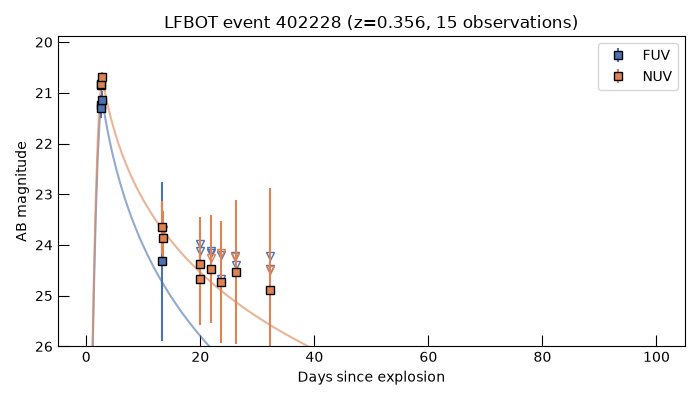 LFBOT event 402228 (z=0.356, 15 observations)
FUV
NUV
AB magnitude
20
21
22
23
24
25
26
0
20
40
60
80
100
Days since explosion